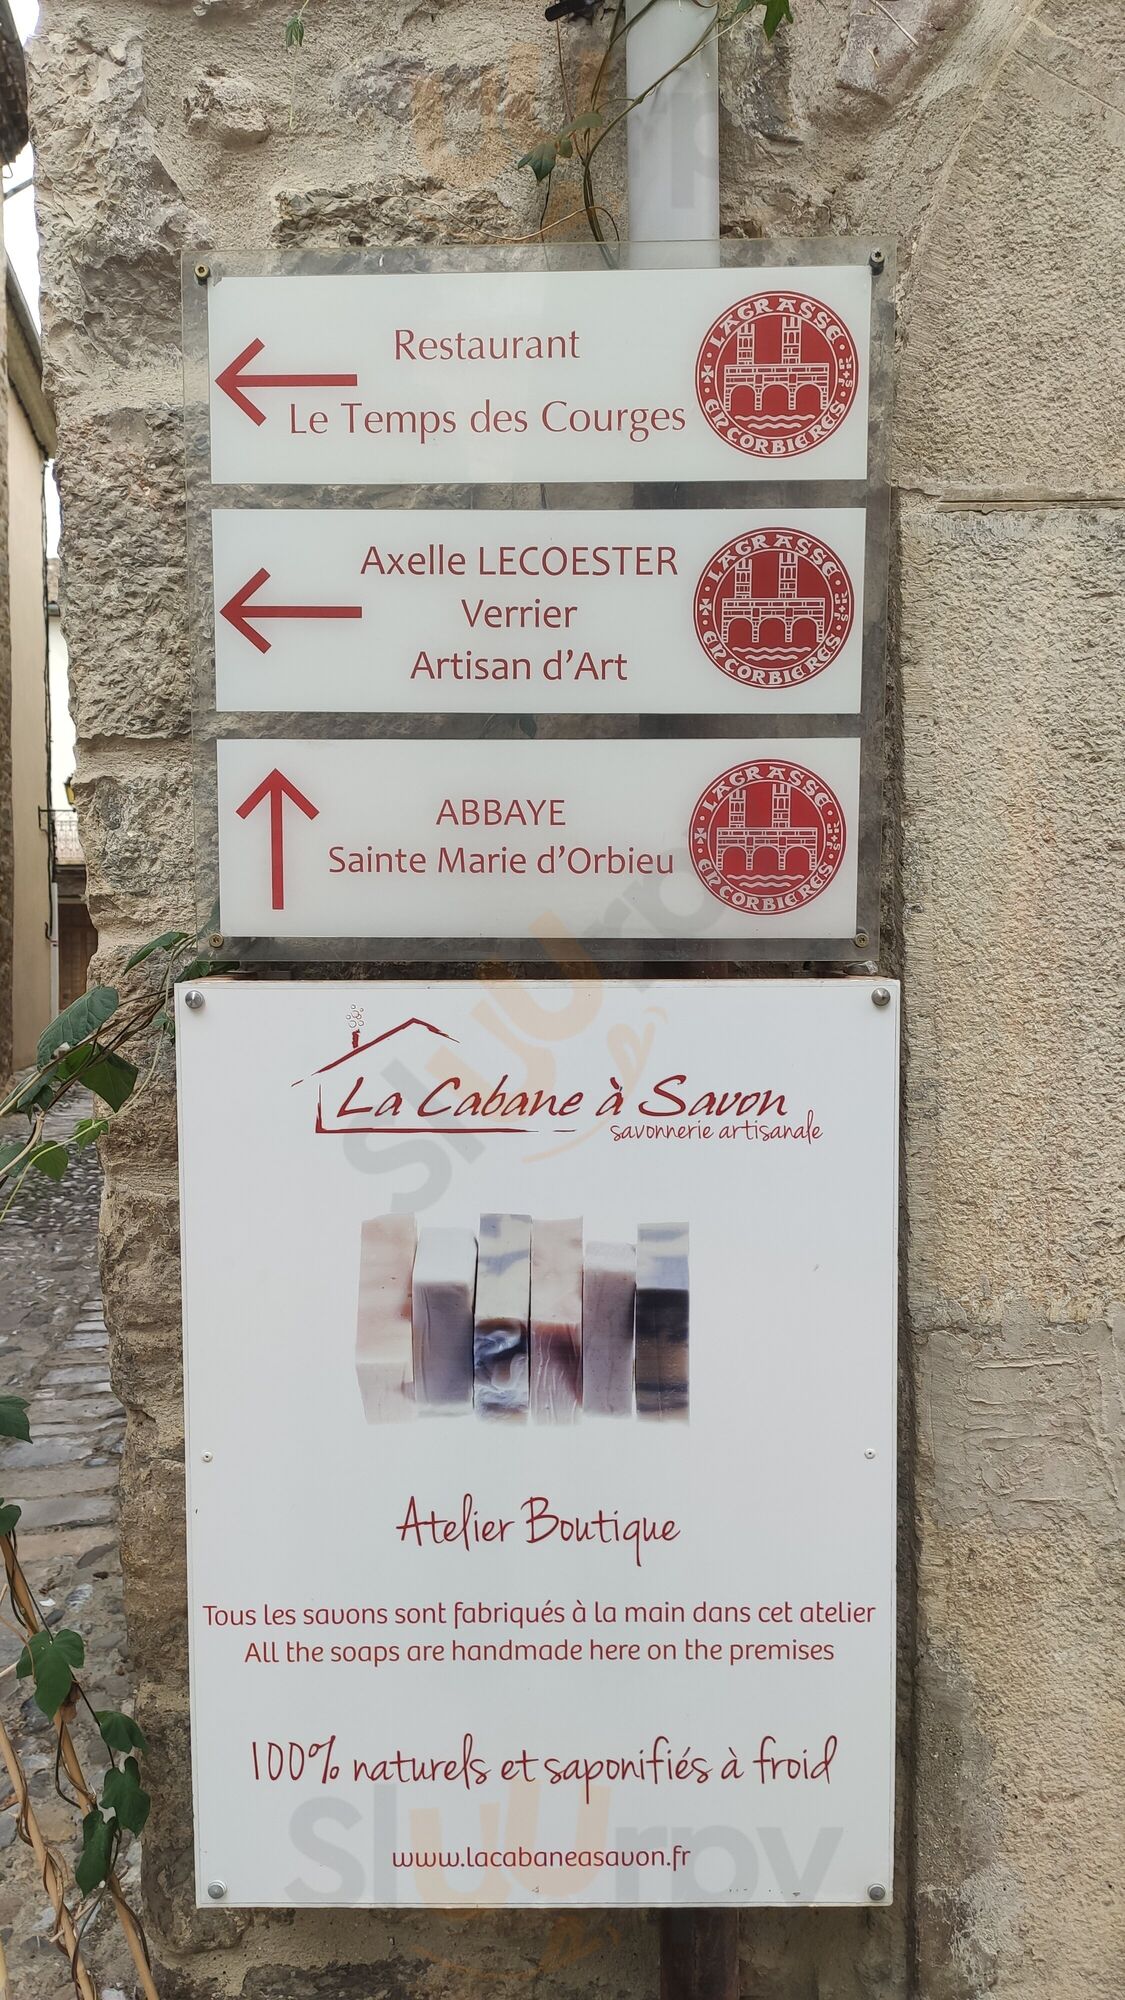 Restaurant
Le Temps des Courges
LAGRASSE
EN CORBIERES
Axelle LECOESTER
Verrier
Artisan d'Art
LAGRASSE
EN CORBIERES
ABBAYE
Sainte Marie d'Orbieu
LAGRASSE
EN CORBIERES
La Cabane à Savon
savonnerie artisanale
Atelier Boutique
Tous les savons sont fabriqués à la main dans cet atelier
All the soaps are handmade here on the premises
100% naturels et saponifiés à froid
www.lacabaneasavon.fr
Sluurpy
Sluurpy